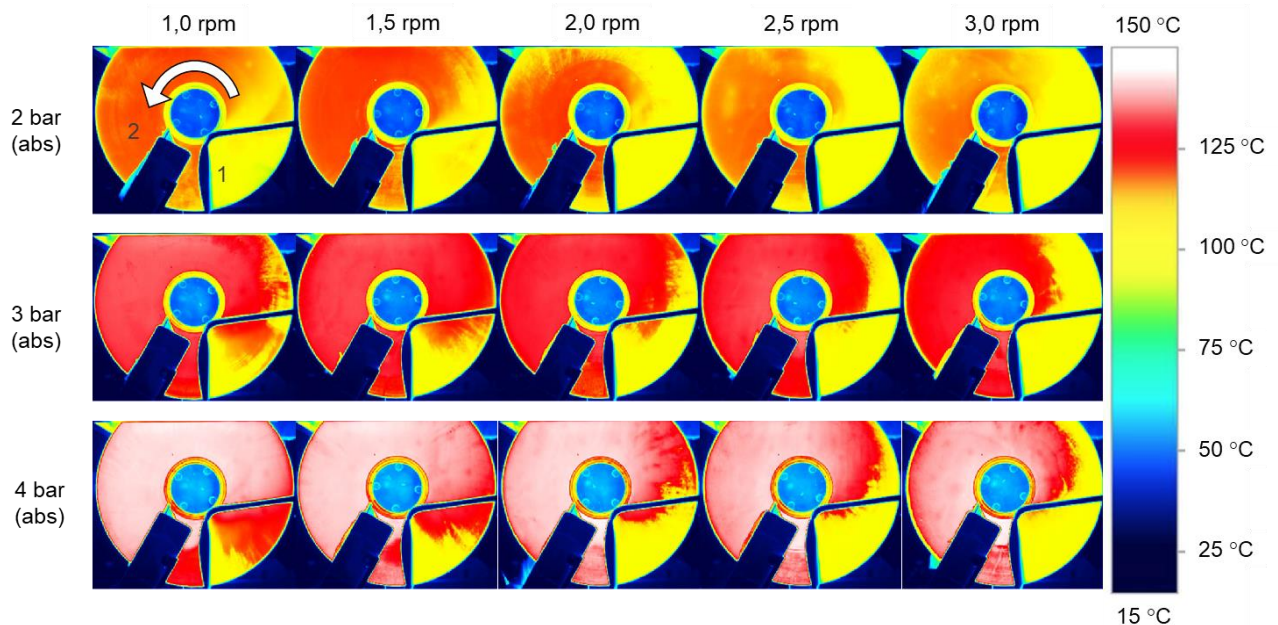 1,0 rpm
1,5 rpm
2,0 rpm
2,5 rpm
3,0 rpm
150 °C
2 bar
(abs)
2
1
125 °C
100 °C
3 bar
(abs)
75 °C
50 °C
4 bar
(abs)
25 °C
15 °C